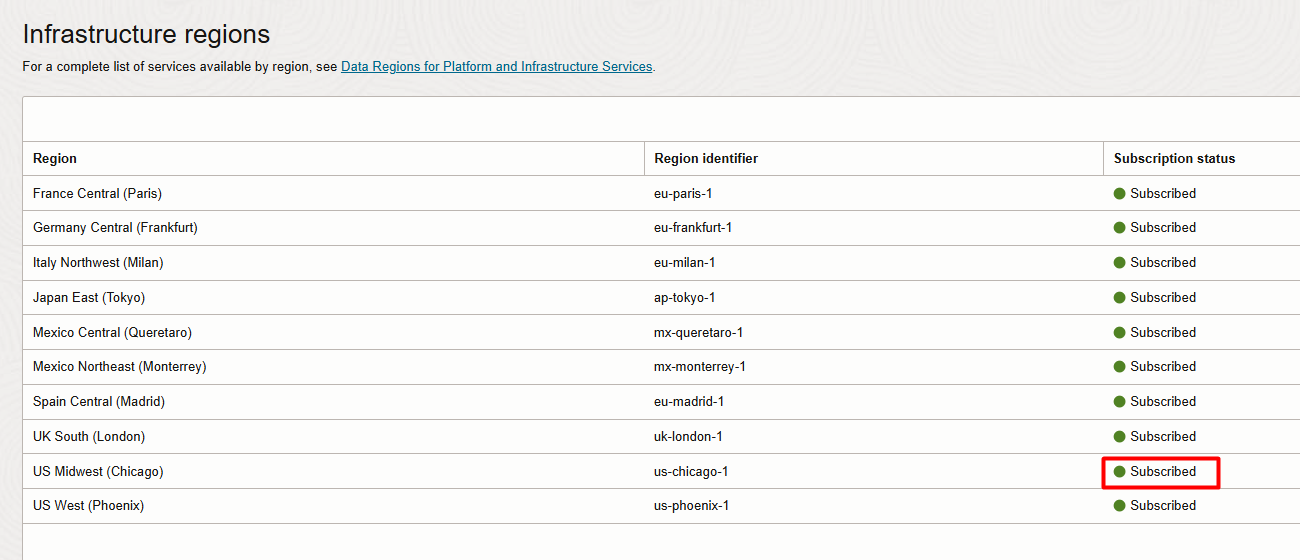 Infrastructure regions
For a complete list of services available by region, see Data Regions for Platform and Infrastructure Services.
Region Region identifier Subscription status
France Central (Paris) eu-paris-1 Subscribed
Germany Central (Frankfurt) eu-frankfurt-1 Subscribed
Italy Northwest (Milan) eu-milan-1 Subscribed
Japan East (Tokyo) ap-tokyo-1 Subscribed
Mexico Central (Queretaro) mx-queretaro-1 Subscribed
Mexico Northeast (Monterrey) mx-monterrey-1 Subscribed
Spain Central (Madrid) eu-madrid-1 Subscribed
UK South (London) uk-london-1 Subscribed
US Midwest (Chicago) us-chicago-1 Subscribed
US West (Phoenix) us-phoenix-1 Subscribed